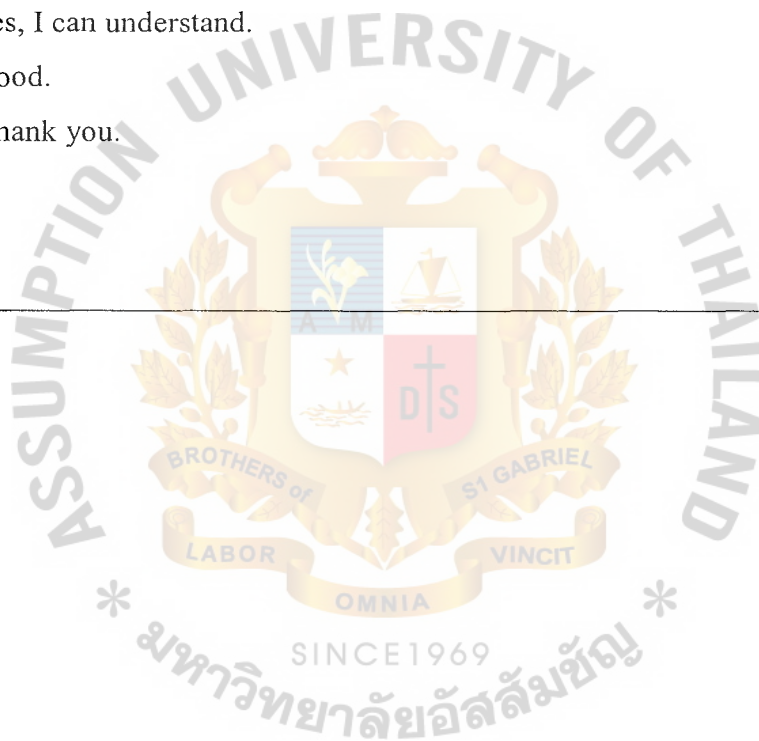 es, I can understand.
ood.
hank you.
ASSUMPTION UNIVERSITY OF THAILAND
A M
D S
BROTHERS of S1 GABRIEL
LABOR VINCIT
OMNIA
SINCE1969
* มหาวิทยาลัยอัสสัมชัญ *